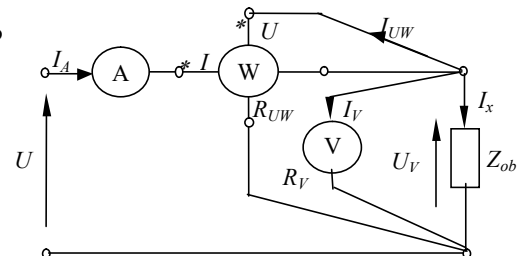 * U I_UW
I_A A * I W
R_UW I_V I_x
V
U R_V U_V Z_ob